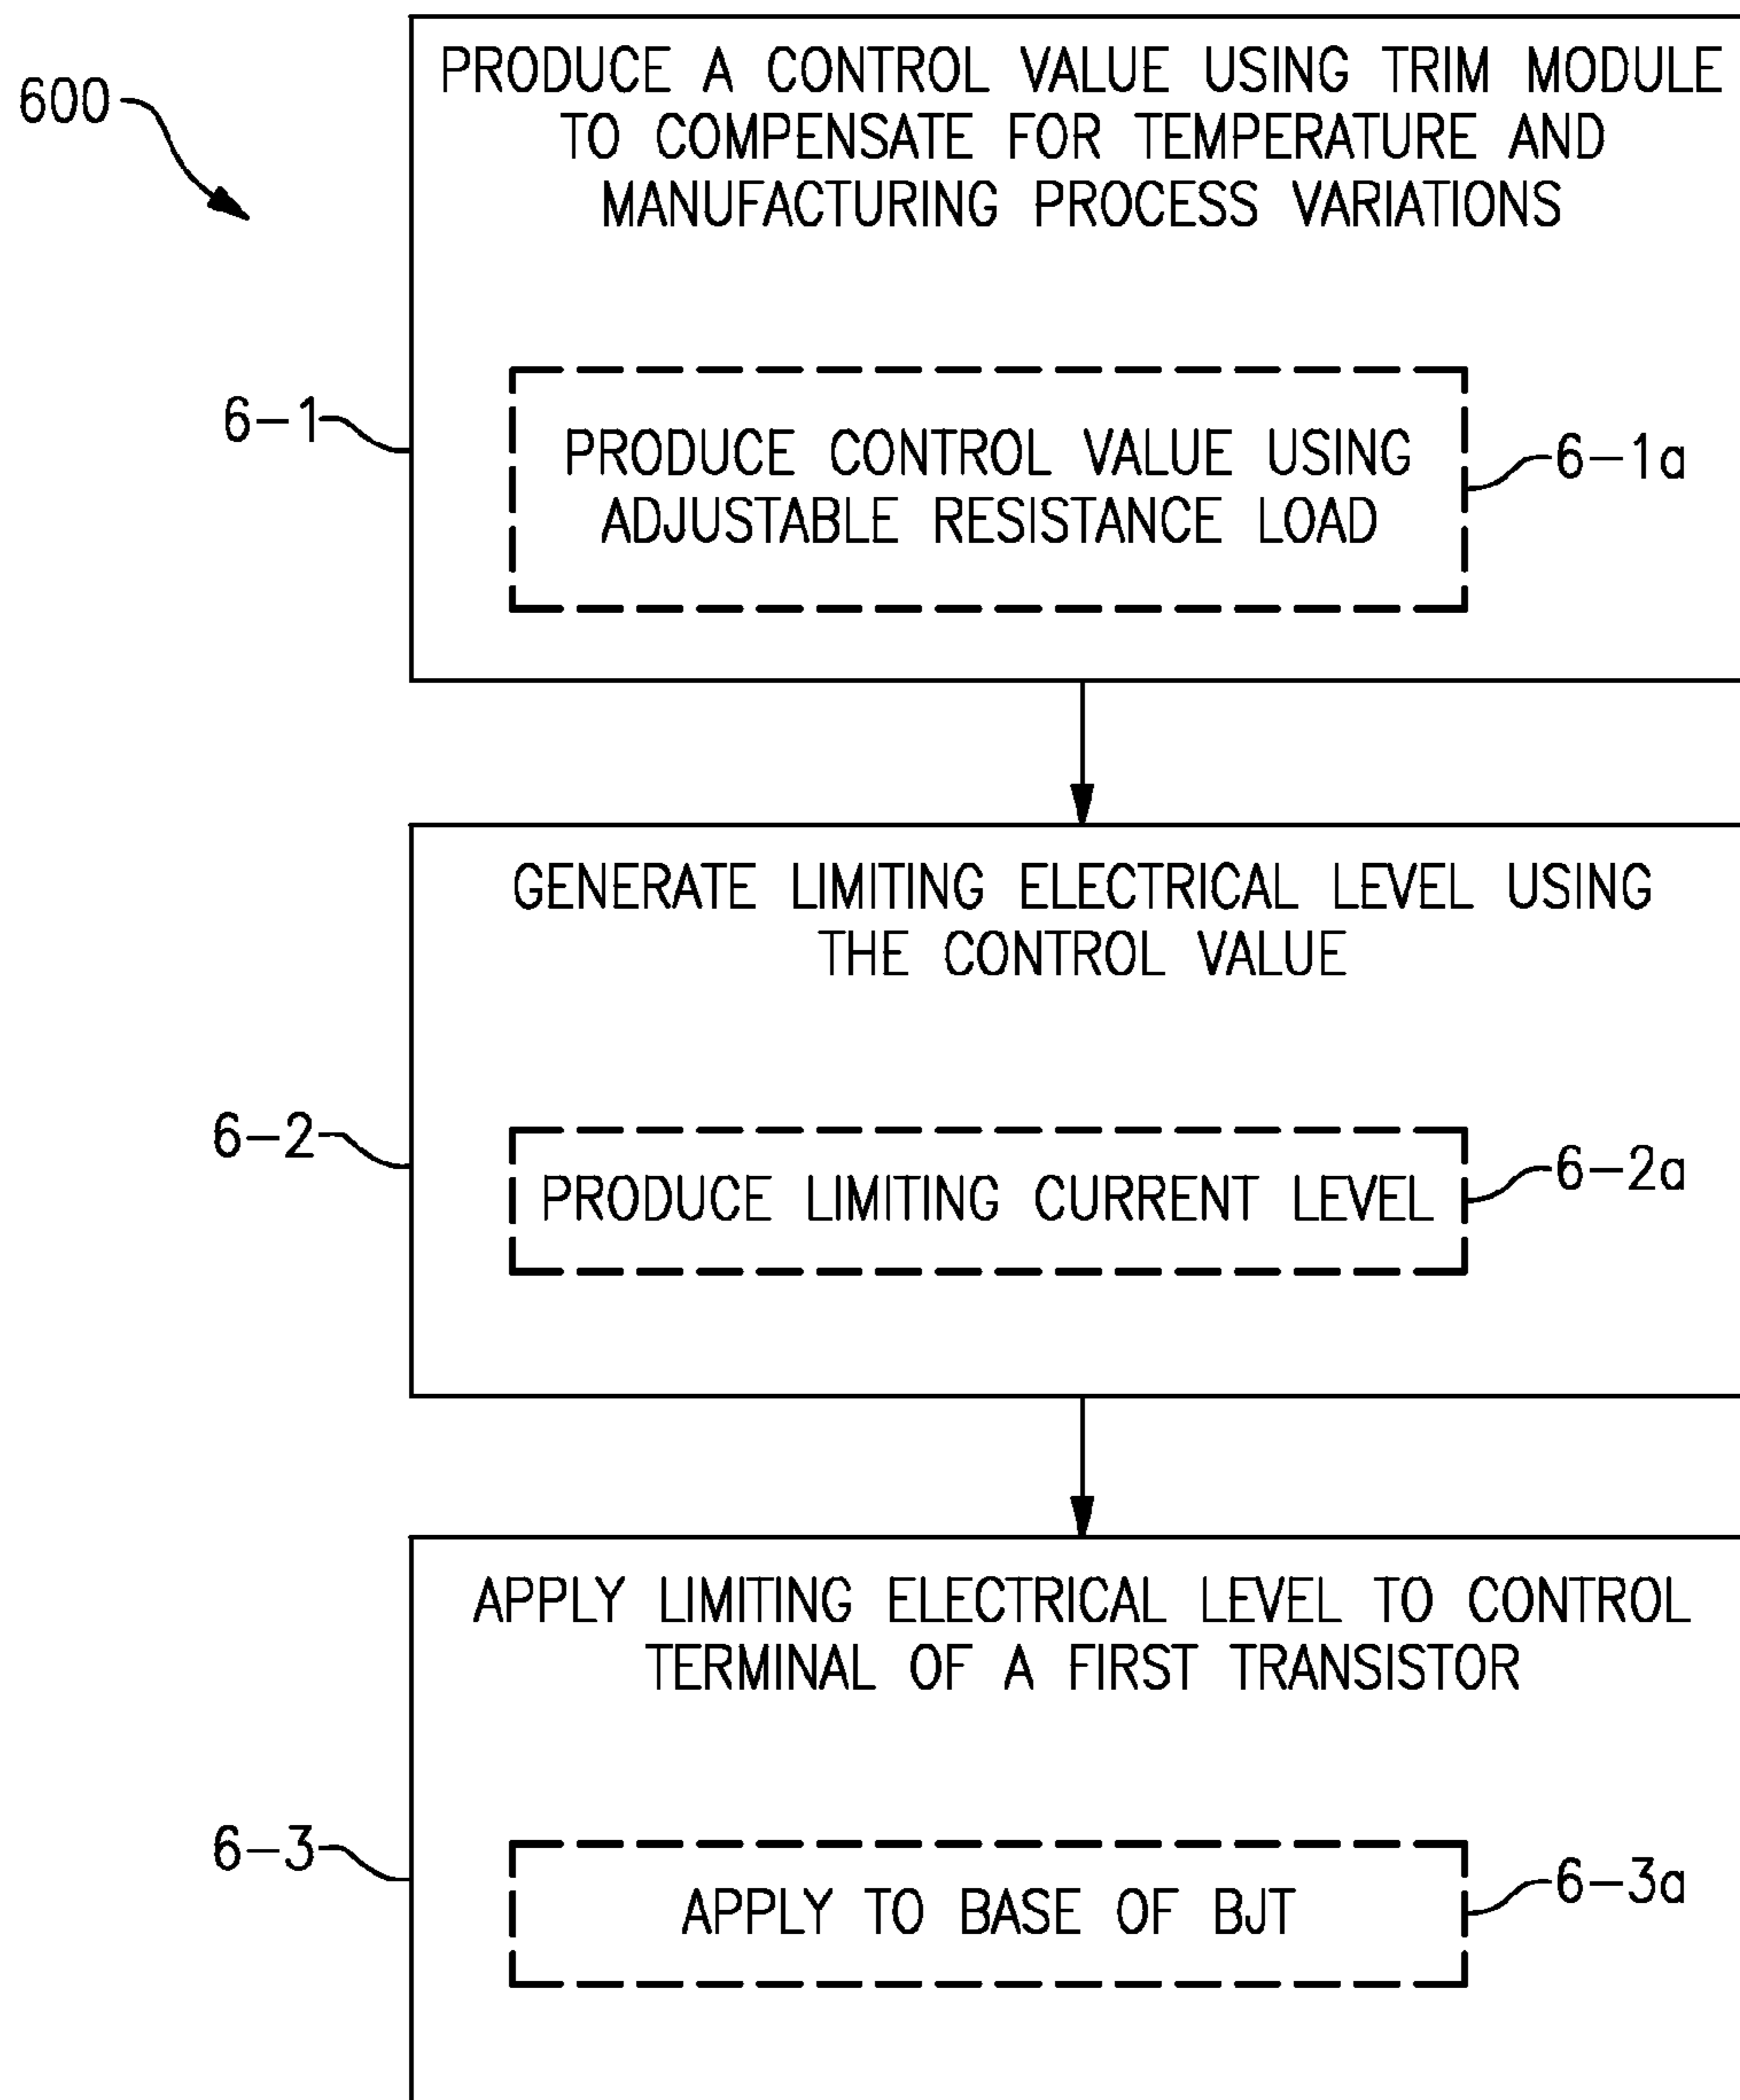 600
PRODUCE A CONTROL VALUE USING TRIM MODULE
TO COMPENSATE FOR TEMPERATURE AND
MANUFACTURING PROCESS VARIATIONS
6-1
PRODUCE CONTROL VALUE USING
ADJUSTABLE RESISTANCE LOAD
6-1a
GENERATE LIMITING ELECTRICAL LEVEL USING
THE CONTROL VALUE
6-2
PRODUCE LIMITING CURRENT LEVEL
6-2a
APPLY LIMITING ELECTRICAL LEVEL TO CONTROL
TERMINAL OF A FIRST TRANSISTOR
6-3
APPLY TO BASE OF BJT
6-3a